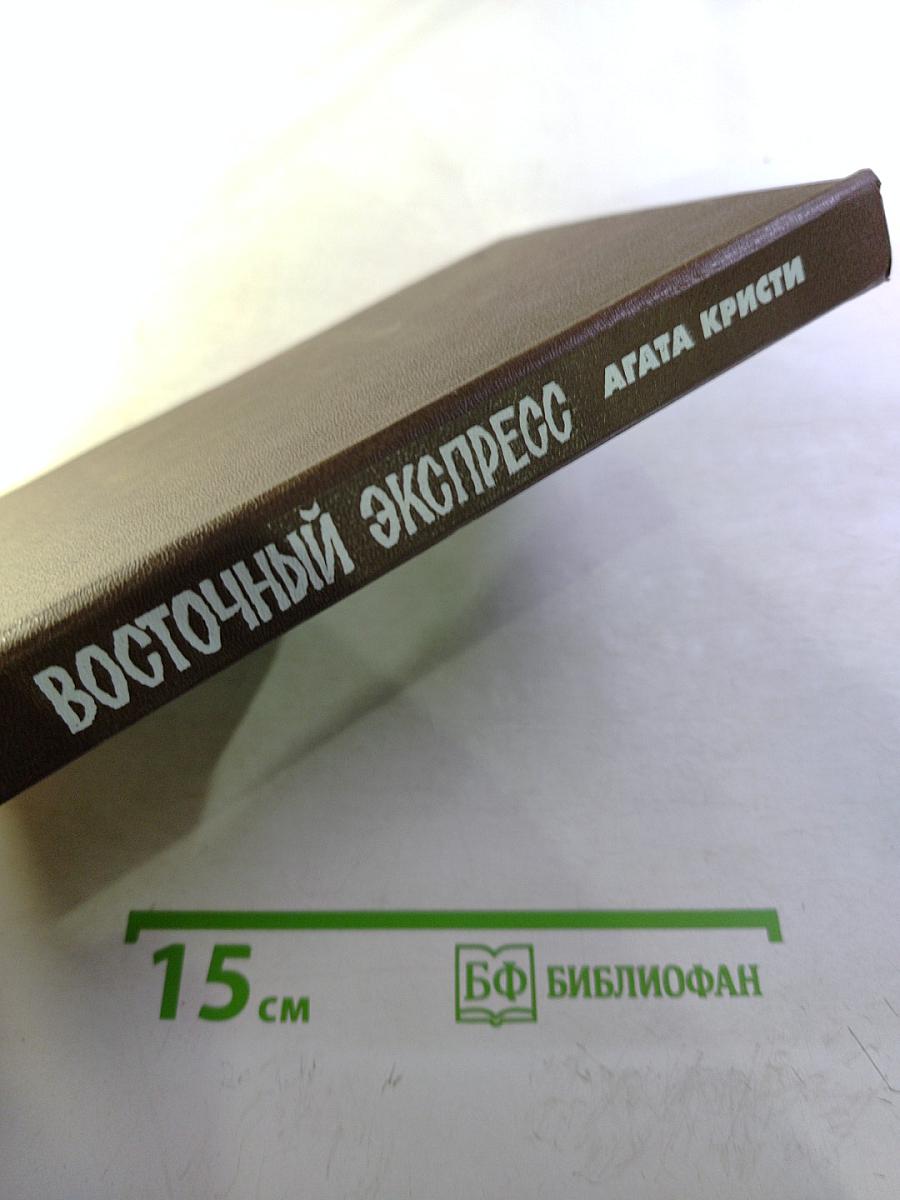 ВОСТОЧНЫЙ ЭКСПРЕСС АГАТА КРИСТИ
15 см
БФ БИБЛИОФАН